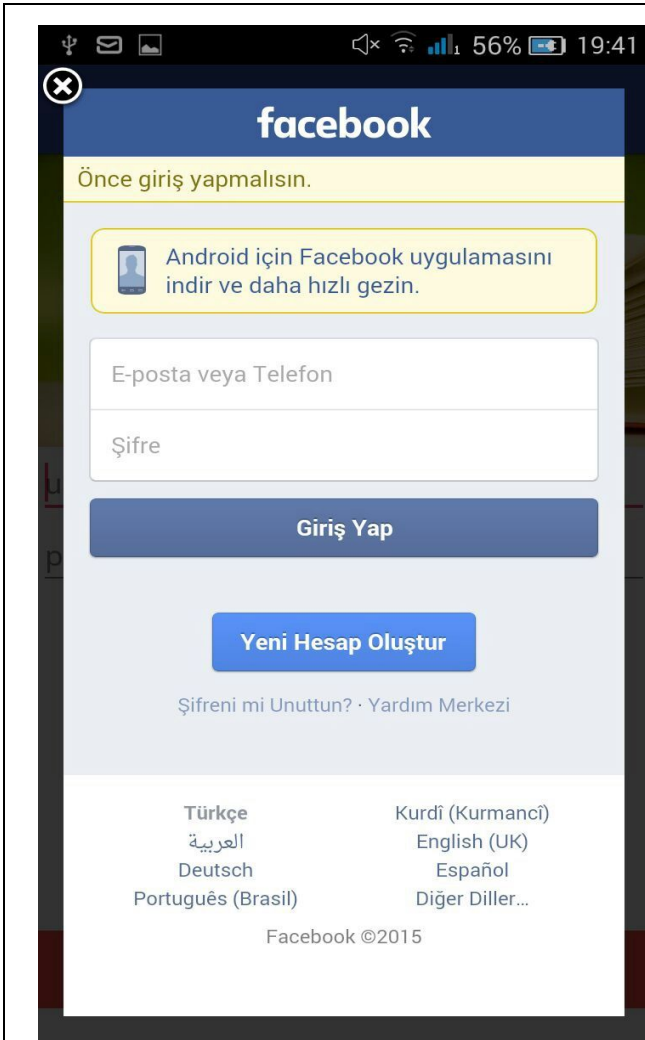 56% 19:41
facebook
Önce giriş yapmalısın.
Android için Facebook uygulamasını
indir ve daha hızlı gezin.
E-posta veya Telefon
Şifre
Giriş Yap
Yeni Hesap Oluştur
Şifreni mi Unuttun? · Yardım Merkezi
Türkçe Kurdî (Kurmancî)
العربية English (UK)
Deutsch Español
Português (Brasil) Diğer Diller...
Facebook ©2015